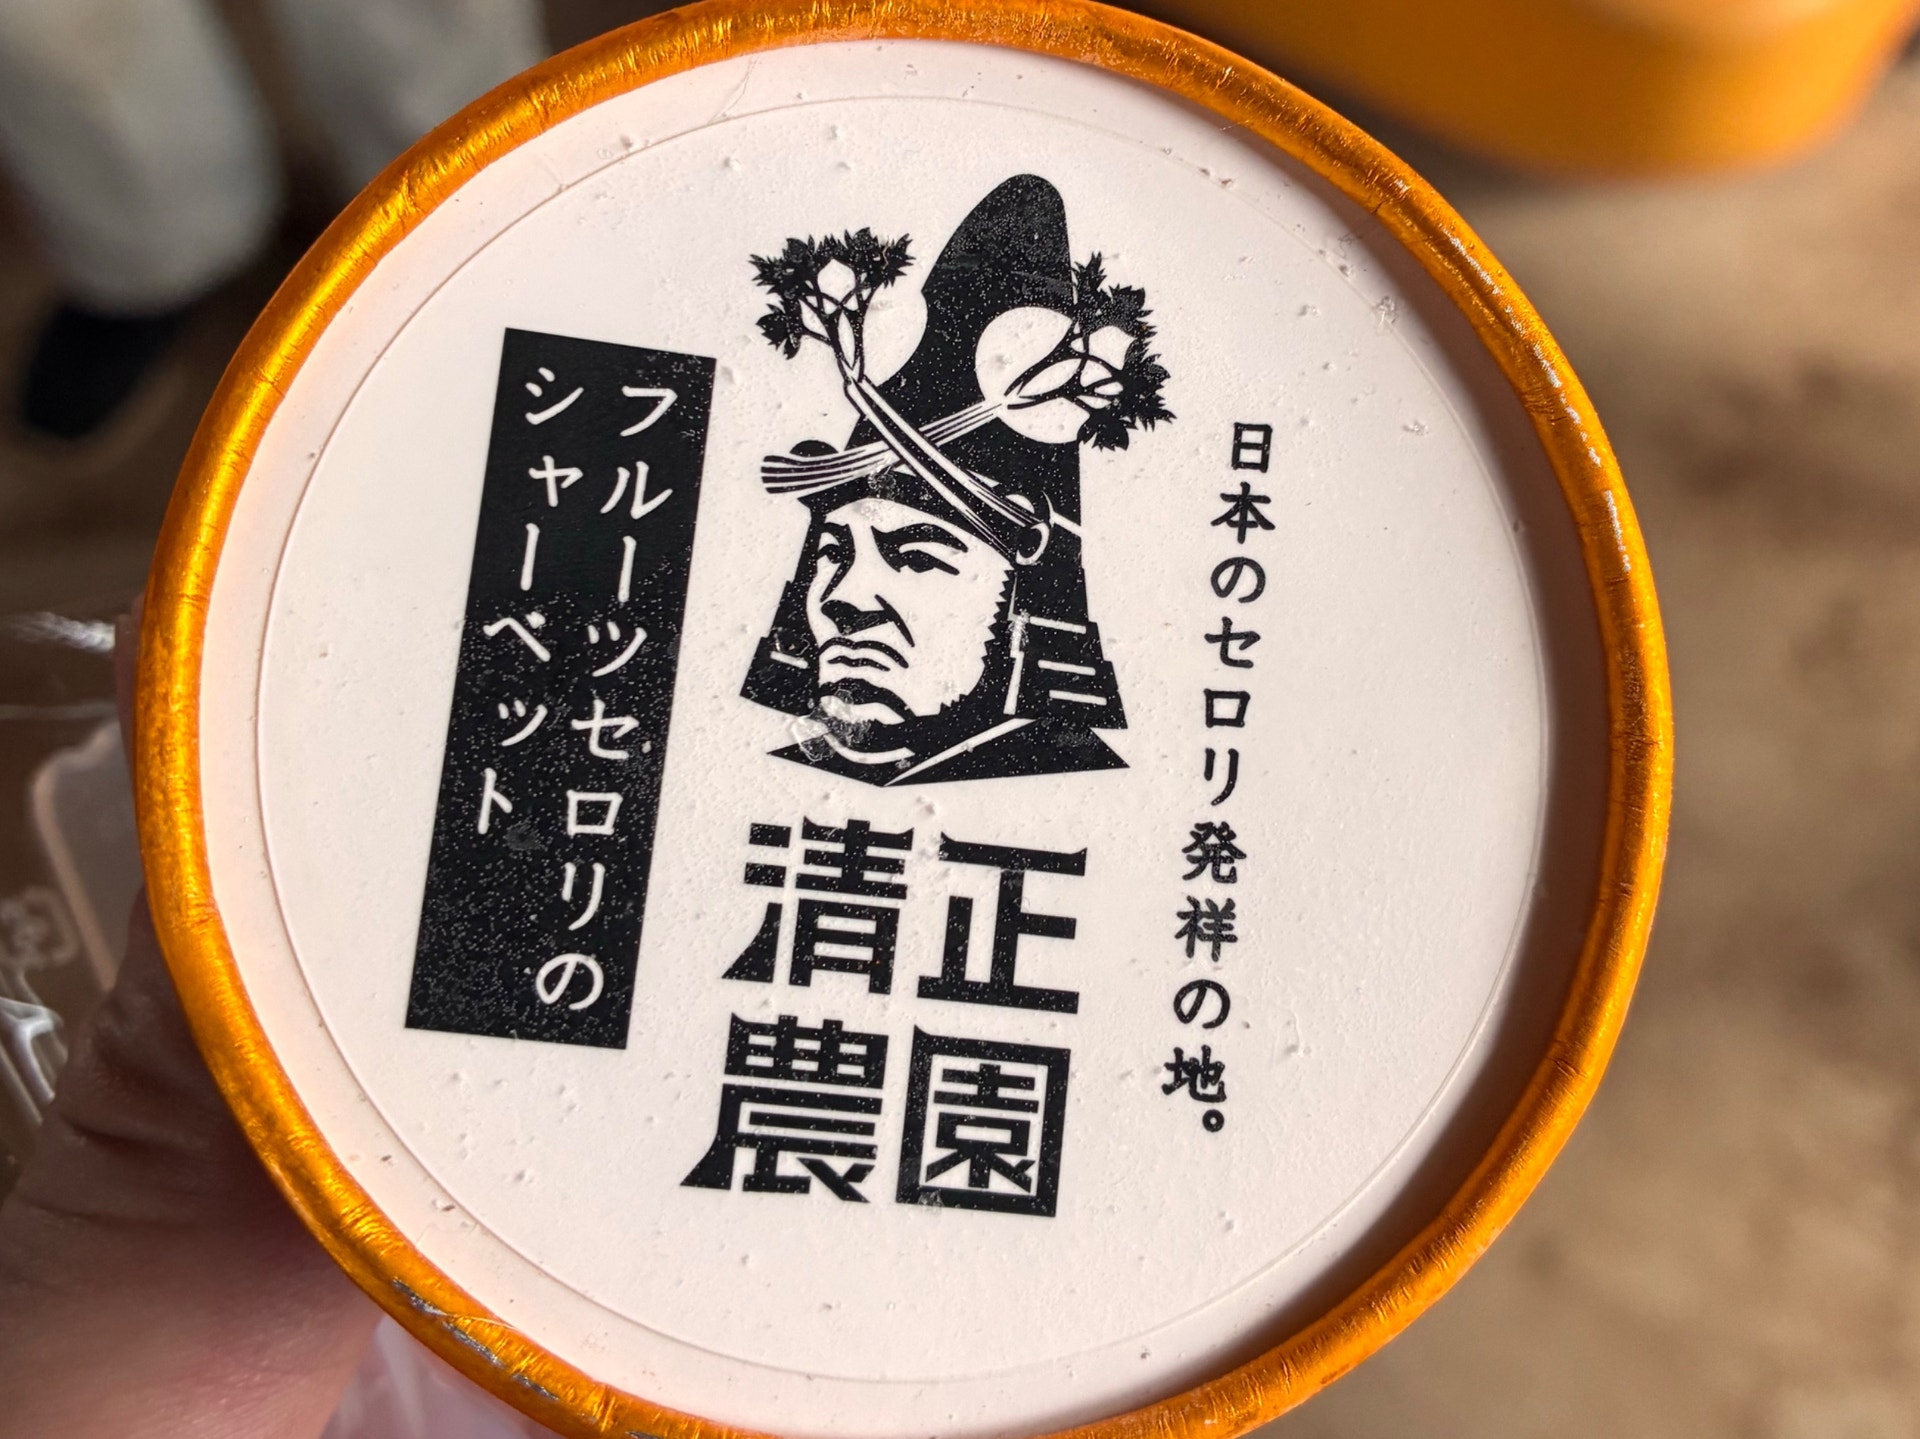 日本のセロリ発祥の地。
正園
清農
フルーツセロリの
シャーベット